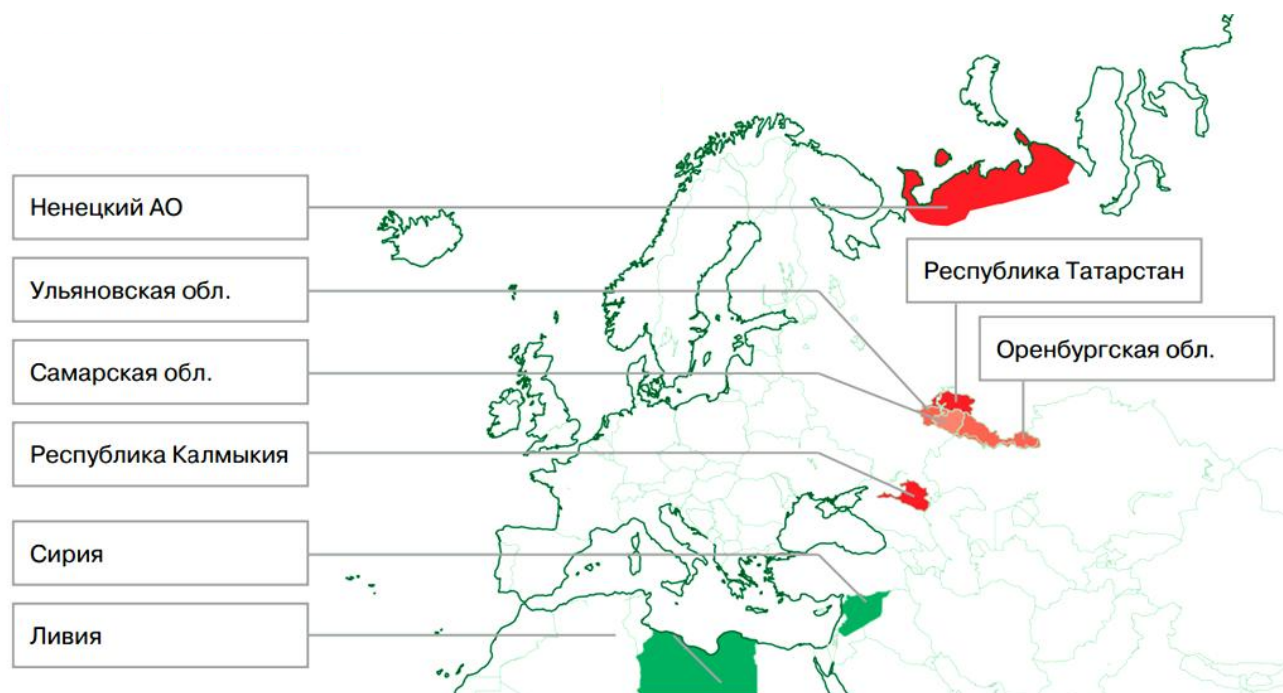 Ненецкий АО
Ульяновская обл.
Самарская обл.
Республика Калмыкия
Сирия
Ливия
Республика Татарстан
Оренбургская обл.